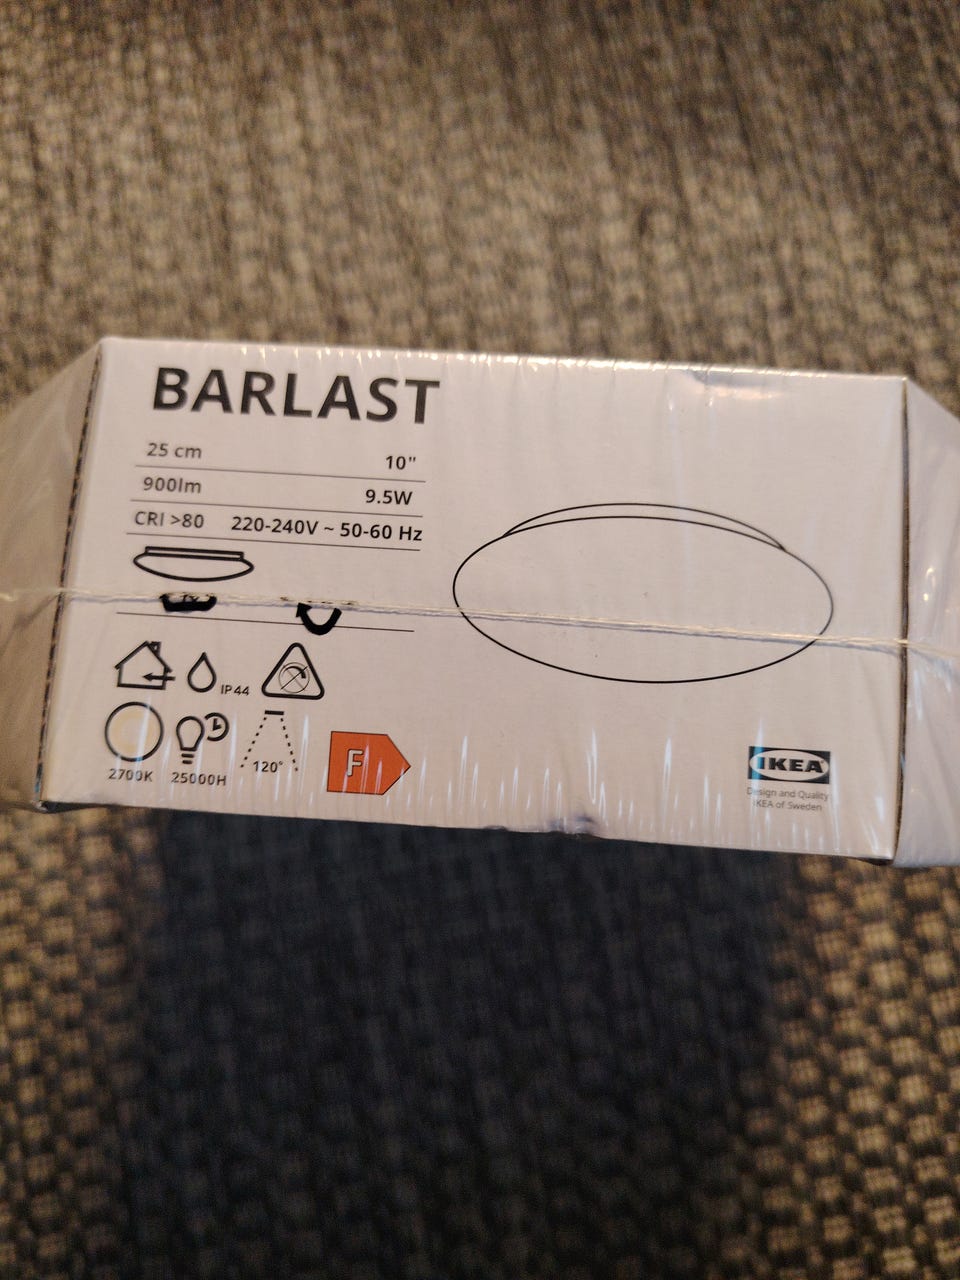 BARLAST
25 cm 10"
900lm 9.5W
CRI >80 220-240V ~ 50-60 Hz
IP44
2700K 25000H 120° F
IKEA
Design and Quality
IKEA of Sweden